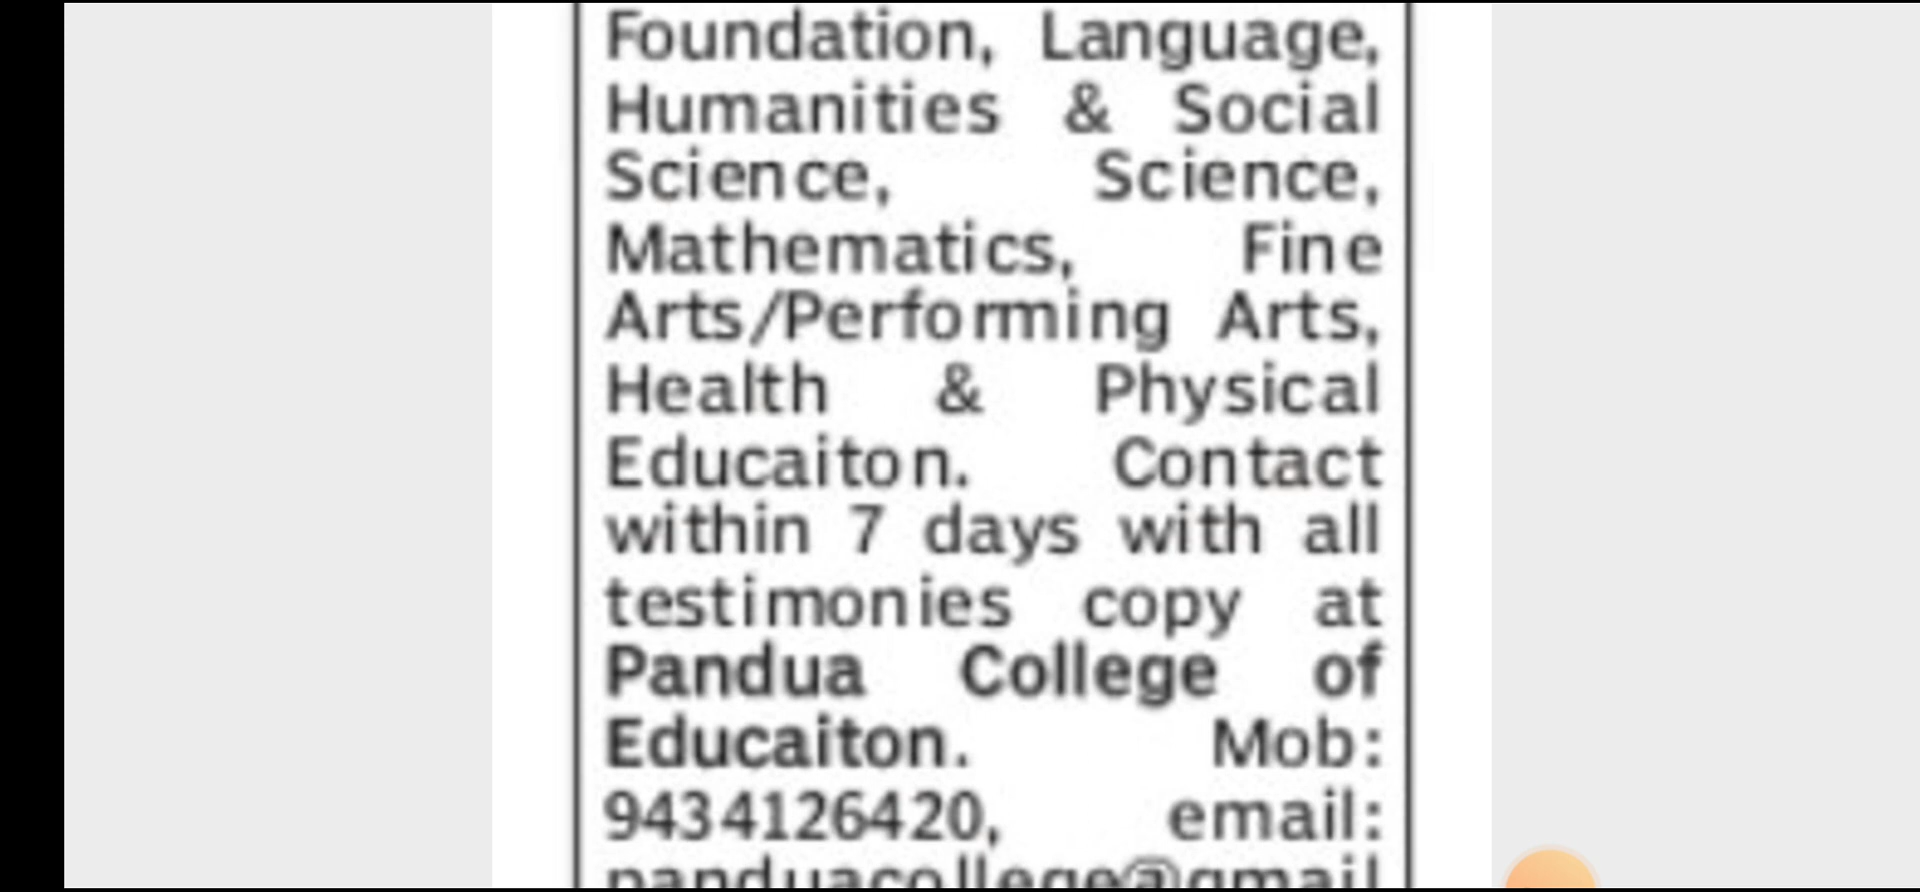 Foundation, Language,
Humanities & Social
Science, Science,
Mathematics, Fine
Arts/Performing Arts,
Health & Physical
Educaiton. Contact
within 7 days with all
testimonies copy at
Pandua College of
Educaiton. Mob:
9434126420, email:
panduacollege@gmail